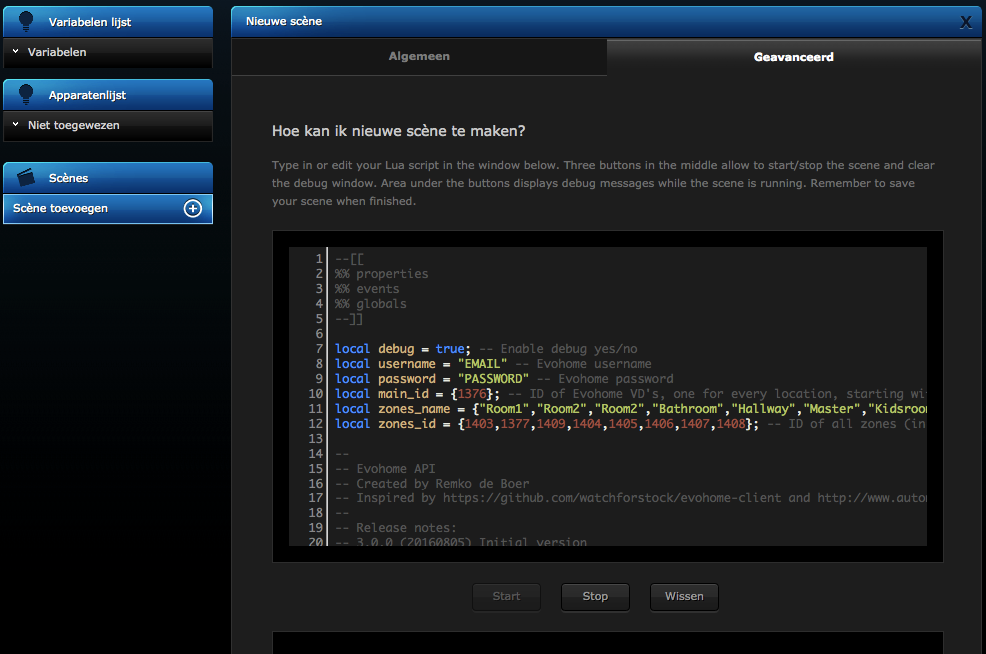 Variabelen lijst
Variabelen
Apparatenlijst
Niet toegewezen
Scènes
Scène toevoegen
Nieuwe scène
X
Algemeen
Geavanceerd
Hoe kan ik nieuwe scène te maken?
Type in or edit your Lua script in the window below. Three buttons in the middle allow to start/stop the scene and clear
the debug window. Area under the buttons displays debug messages while the scene is running. Remember to save
your scene when finished.
1 --[[
2 %% properties
3 %% events
4 %% globals
5 --]]
6
7 local debug = true; -- Enable debug yes/no
8 local username = "EMAIL" -- Evohome username
9 local password = "PASSWORD" -- Evohome password
10 local main_id = {1376}; -- ID of Evohome VD's, one for every location, starting wi
11 local zones_name = {"Room1","Room2","Room2","Bathroom","Hallway","Master","Kidsroo
12 local zones_id = {1403,1377,1409,1404,1405,1406,1407,1408}; -- ID of all zones (in
13
14 --
15 -- Evohome API
16 -- Created by Remko de Boer
17 -- Inspired by https://github.com/watchforstock/evohome-client and http://www.autom
18 --
19 -- Release notes:
20 -- 3.0.0 (20160805) Initial version
Start
Stop
Wissen